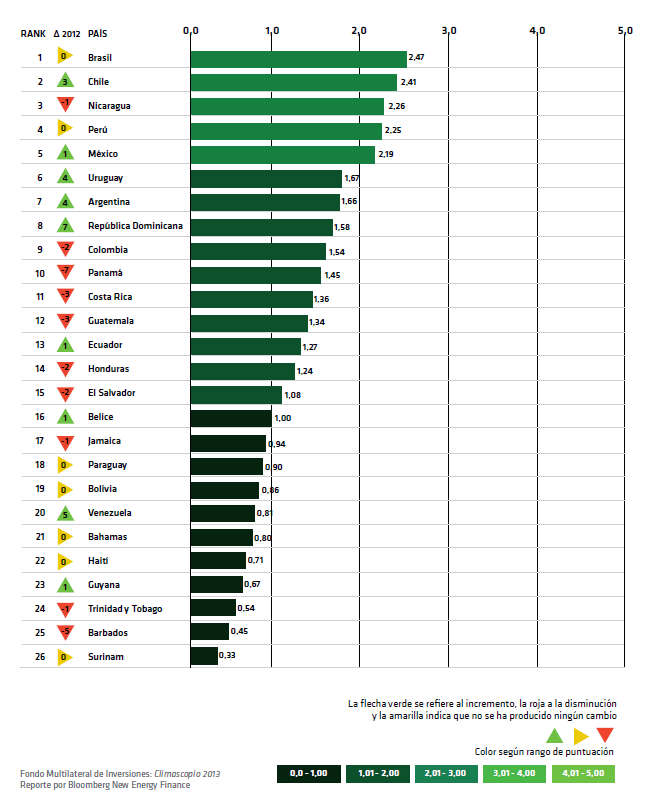 RANK Δ 2012 PAÍS 0,0 1,0 2,0 3,0 4,0 5,0
1 0 Brasil 2,47
2 3 Chile 2,41
3 -1 Nicaragua 2,26
4 0 Perú 2,25
5 1 México 2,19
6 4 Uruguay 1,67
7 4 Argentina 1,66
8 7 República Dominicana 1,58
9 -2 Colombia 1,54
10 -7 Panamá 1,45
11 -3 Costa Rica 1,36
12 -3 Guatemala 1,34
13 1 Ecuador 1,27
14 -2 Honduras 1,24
15 -2 El Salvador 1,08
16 1 Belice 1,00
17 -1 Jamaica 0,94
18 0 Paraguay 0,90
19 0 Bolivia 0,86
20 5 Venezuela 0,81
21 0 Bahamas 0,80
22 0 Haití 0,71
23 1 Guyana 0,67
24 -1 Trinidad y Tobago 0,54
25 -5 Barbados 0,45
26 0 Surinam 0,33
La flecha verde se refiere al incremento, la roja a la disminución
y la amarilla indica que no se ha producido ningún cambio
Color según rango de puntuación
0,0 - 1,00 1,01 - 2,00 2,01 - 3,00 3,01 - 4,00 4,01 - 5,00
Fondo Multilateral de Inversiones: Climascopio 2013
Reporte por Bloomberg New Energy Finance